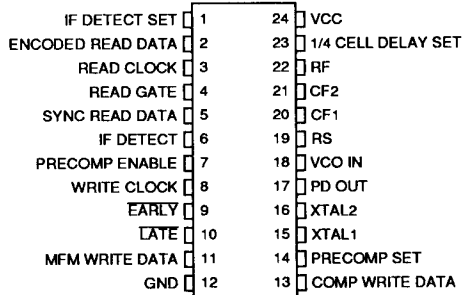 IF DETECT SET 1 24 VCC
ENCODED READ DATA 2 23 1/4 CELL DELAY SET
READ CLOCK 3 22 RF
READ GATE 4 21 CF2
SYNC READ DATA 5 20 CF1
IF DETECT 6 19 RS
PRECOMP ENABLE 7 18 VCO IN
WRITE CLOCK 8 17 PD OUT
EARLY 9 16 XTAL2
LATE 10 15 XTAL1
MFM WRITE DATA 11 14 PRECOMP SET
GND 12 13 COMP WRITE DATA